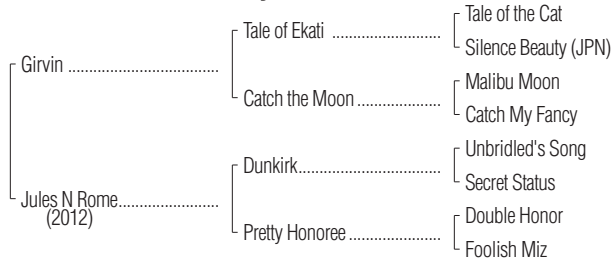 Tale of the Cat
Tale of Ekati ..............................
Silence Beauty (JPN)
Girvin ..........................................
Malibu Moon
Catch the Moon .......................
Catch My Fancy
Unbridled's Song
Dunkirk.......................................
Secret Status
Jules N Rome............................
(2012)
Double Honor
Pretty Honoree .........................
Foolish Miz